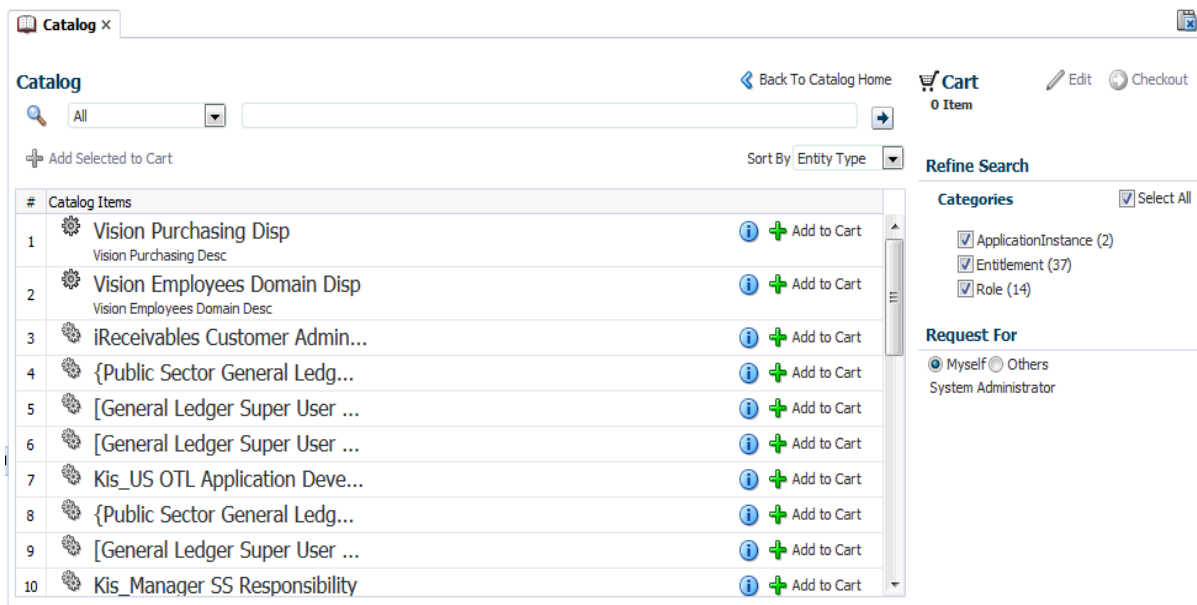 Catalog ×
Catalog
Back To Catalog Home
All
Add Selected to Cart
Sort By Entity Type
# Catalog Items
1 Vision Purchasing Disp Add to Cart
Vision Purchasing Desc
2 Vision Employees Domain Disp Add to Cart
Vision Employees Domain Desc
3 iReceivables Customer Admin... Add to Cart
4 {Public Sector General Ledg... Add to Cart
5 [General Ledger Super User ... Add to Cart
6 [General Ledger Super User ... Add to Cart
7 Kis_US OTL Application Deve... Add to Cart
8 {Public Sector General Ledg... Add to Cart
9 [General Ledger Super User ... Add to Cart
10 Kis_Manager SS Responsibility Add to Cart
Cart Edit Checkout
0 Item
Refine Search
Categories Select All
ApplicationInstance (2)
Entitlement (37)
Role (14)
Request For
Myself Others
System Administrator